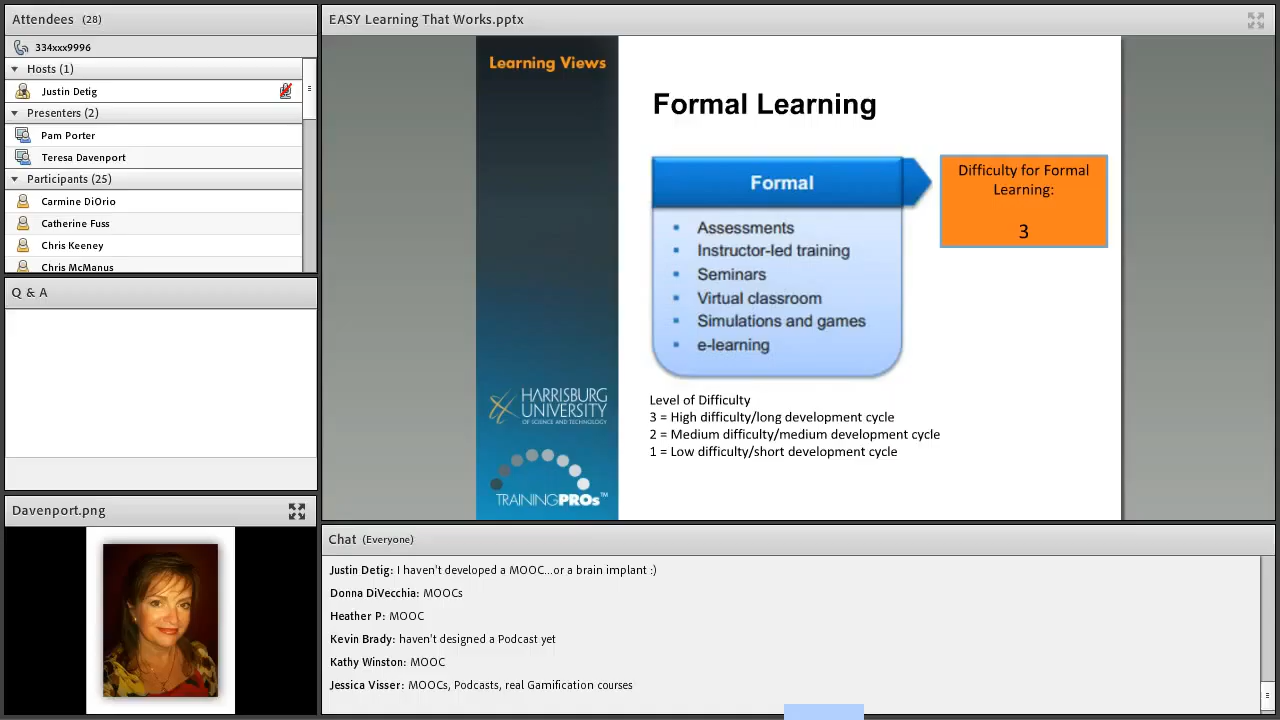 Attendees (28)
334xxx9996
Hosts (1)
Justin Detig
Presenters (2)
Pam Porter
Teresa Davenport
Participants (25)
Carmine DiOrio
Catherine Fuss
Chris Keeney
Chris McManus
Q & A
Davenport.png
EASY Learning That Works.pptx
Learning Views
HARRISBURG
UNIVERSITY
OF SCIENCE AND TECHNOLOGY
TRAININGPROs™
Formal Learning
Formal
Assessments
Instructor-led training
Seminars
Virtual classroom
Simulations and games
e-learning
Difficulty for Formal
Learning:
3
Level of Difficulty
3 = High difficulty/long development cycle
2 = Medium difficulty/medium development cycle
1 = Low difficulty/short development cycle
Chat (Everyone)
Justin Detig: I haven't developed a MOOC...or a brain implant :)
Donna DiVecchia: MOOCs
Heather P: MOOC
Kevin Brady: haven't designed a Podcast yet
Kathy Winston: MOOC
Jessica Visser: MOOCs, Podcasts, real Gamification courses